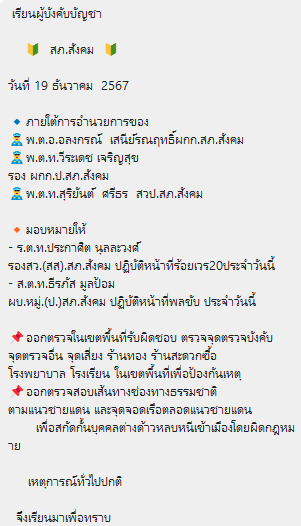 เรียนผู้บังคับบัญชา
🔰 สภ.สังคม 🔰
วันที่ 19 ธันวาคม 2567
🔹ภายใต้การอำนวยการของ
👮พ.ต.อ.อลงกรณ์ เสนีย์รณฤทธิ์ผกก.สภ.สังคม
👮พ.ต.ท.วีระเดช เจริญสุข
รอง ผกก.ป.สภ.สังคม
👮พ.ต.ท.สุริยันต์ ศรีธร สวป.สภ.สังคม
🔸มอบหมายให้
- ร.ต.ท.ประกาศิต นุลละวงศ์
รองสว.(สส).สภ.สังคม ปฏิบัติหน้าที่ร้อยเวร20ประจำวันนี้
- ส.ต.ท.ธีรภัส มูลป้อม
ผบ.หมู่.(ป.)สภ.สังคม ปฏิบัติหน้าที่พลขับ ประจำวันนี้
📌ออกตรวจในเขตพื้นที่รับผิดชอบ ตรวจจุดตรวจบังคับ
จุดตรวจอื่น จุดเสี่ยง ร้านทอง ร้านสะดวกซื้อ
โรงพยาบาล โรงเรียน ในเขตพื้นที่เพื่อป้องกันเหตุ
📌ออกตรวจสอบเส้นทางช่องทางธรรมชาติ
ตามแนวชายแดน และจุดจอดเรือตลอดแนวชายแดน
เพื่อสกัดกั้นบุคคลต่างด้าวหลบหนีเข้าเมืองโดยผิดกฎหม
าย
เหตุการณ์ทั่วไปปกติ
จึงเรียนมาเพื่อทราบ